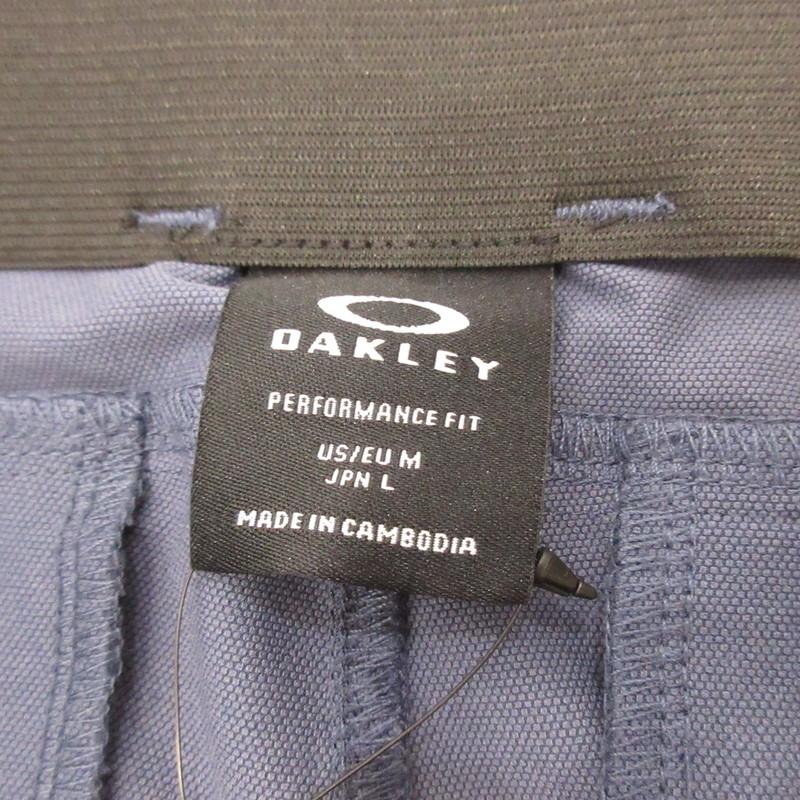 OAKLEY
PERFORMANCE FIT
US/EU M
JPN L
MADE IN CAMBODIA